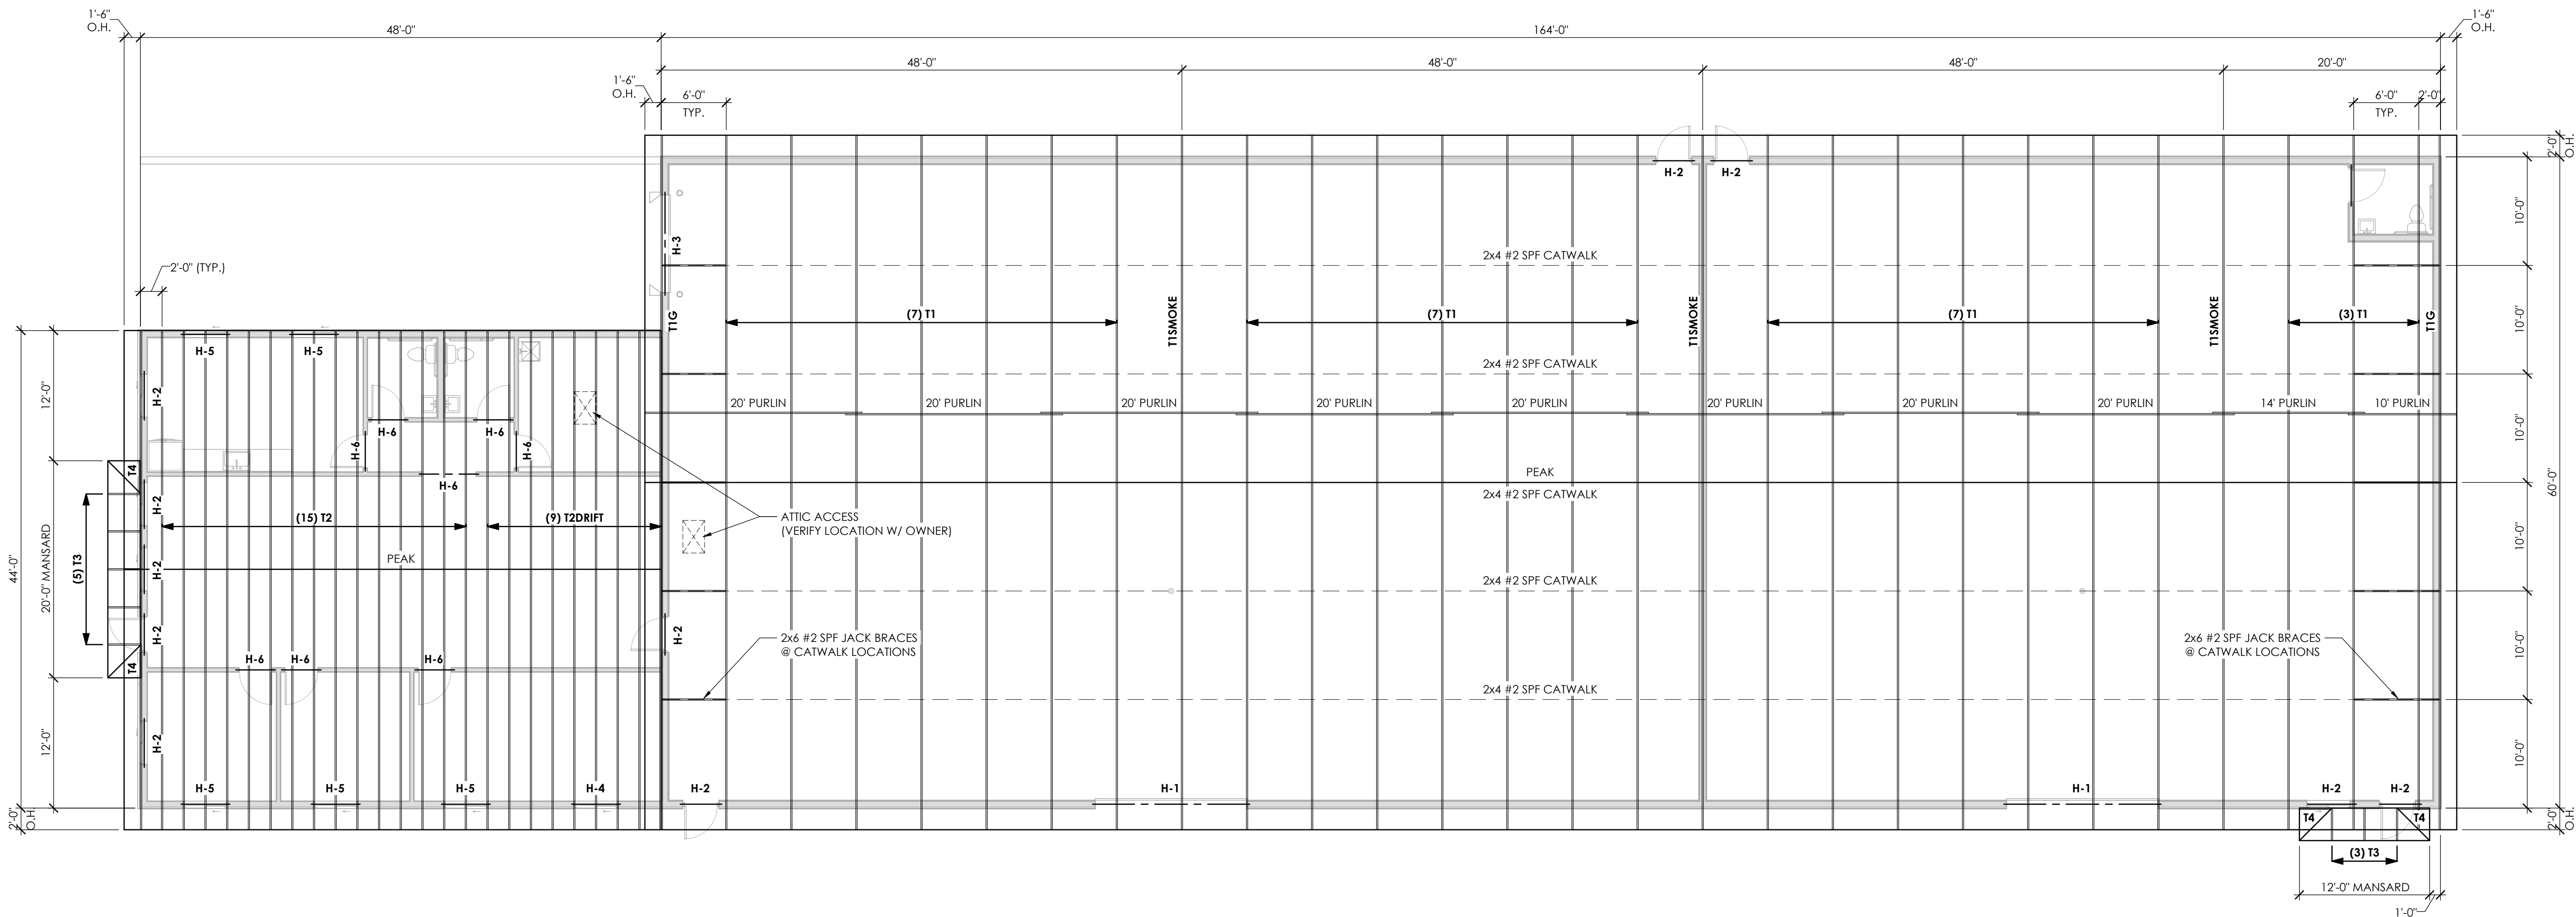 1'-6"
O.H.
48'-0"
164'-0"
1'-6"
O.H.
48'-0"
48'-0"
48'-0"
20'-0"
1'-6"
O.H.
6'-0"
TYP.
6'-0"
TYP.
2'-0"
2'-0"
O.H.
H-2
H-2
10'-0"
H-3
2x4 #2 SPF CATWALK
2'-0" (TYP.)
T1G
(7) T1
T1SMOKE
(7) T1
T1SMOKE
(7) T1
T1SMOKE
(3) T1
T1G
10'-0"
H-5
H-5
2x4 #2 SPF CATWALK
12'-0"
H-2
20' PURLIN
20' PURLIN
20' PURLIN
20' PURLIN
20' PURLIN
20' PURLIN
20' PURLIN
20' PURLIN
14' PURLIN
10' PURLIN
10'-0"
H-6
H-6
H-6
H-6
T4
H-6
PEAK
60'-0"
H-2
2x4 #2 SPF CATWALK
(15) T2
(9) T2DRIFT
ATTIC ACCESS
(VERIFY LOCATION W/ OWNER)
10'-0"
44'-0"
20'-0" MANSARD
(5) T3
PEAK
H-2
2x4 #2 SPF CATWALK
H-2
H-2
2x6 #2 SPF JACK BRACES
@ CATWALK LOCATIONS
2x6 #2 SPF JACK BRACES
@ CATWALK LOCATIONS
10'-0"
T4
H-6
H-6
H-6
2x4 #2 SPF CATWALK
12'-0"
H-2
10'-0"
H-5
H-5
H-5
H-4
H-2
H-1
H-1
H-2
H-2
2'-0"
O.H.
T4
T4
2'-0"
O.H.
(3) T3
12'-0" MANSARD
1'-0"